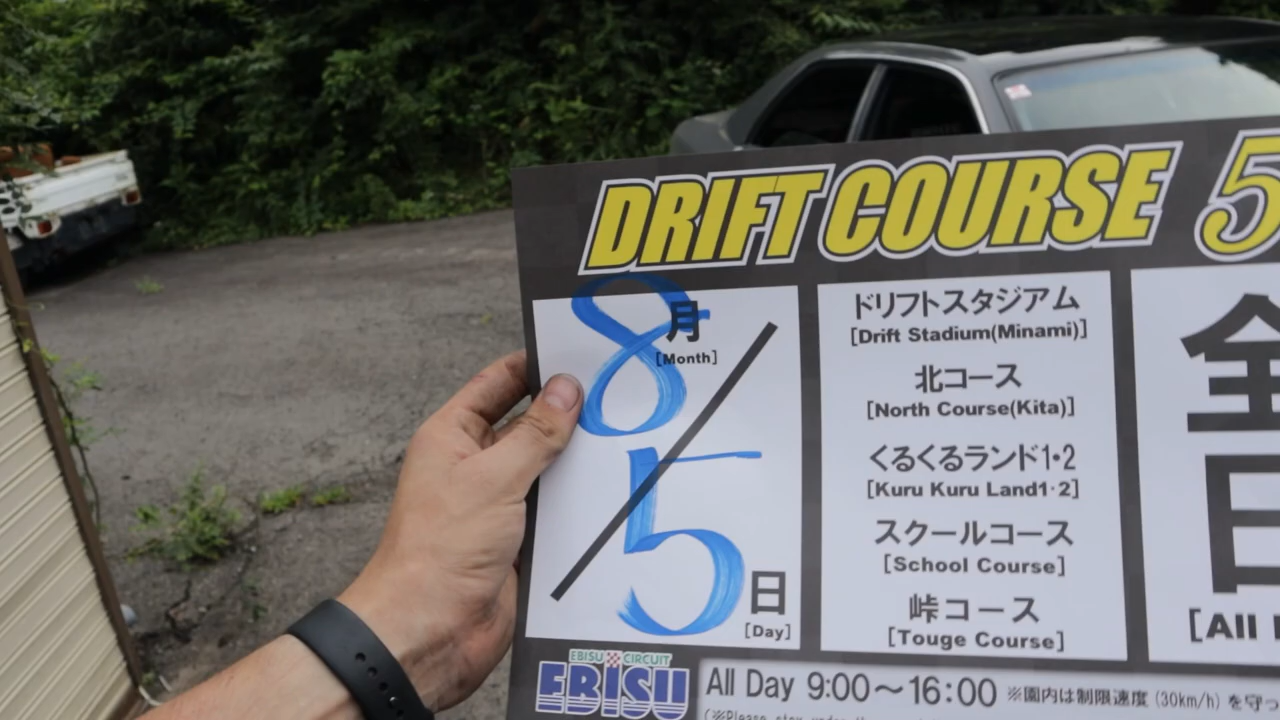 DRIFT COURSE 5
8月
[Month]
5日
[Day]
ドリフトスタジアム
[Drift Stadium(Minami)]
北コース
[North Course(Kita)]
くるくるランド1・2
[Kuru Kuru Land1・2]
スクールコース
[School Course]
峠コース
[Touge Course]
全
日
[All
EBISU CIRCUIT
EBISU
All Day 9:00～16:00 ※園内は制限速度 (30km/h) を守っ
(※Please stay under the